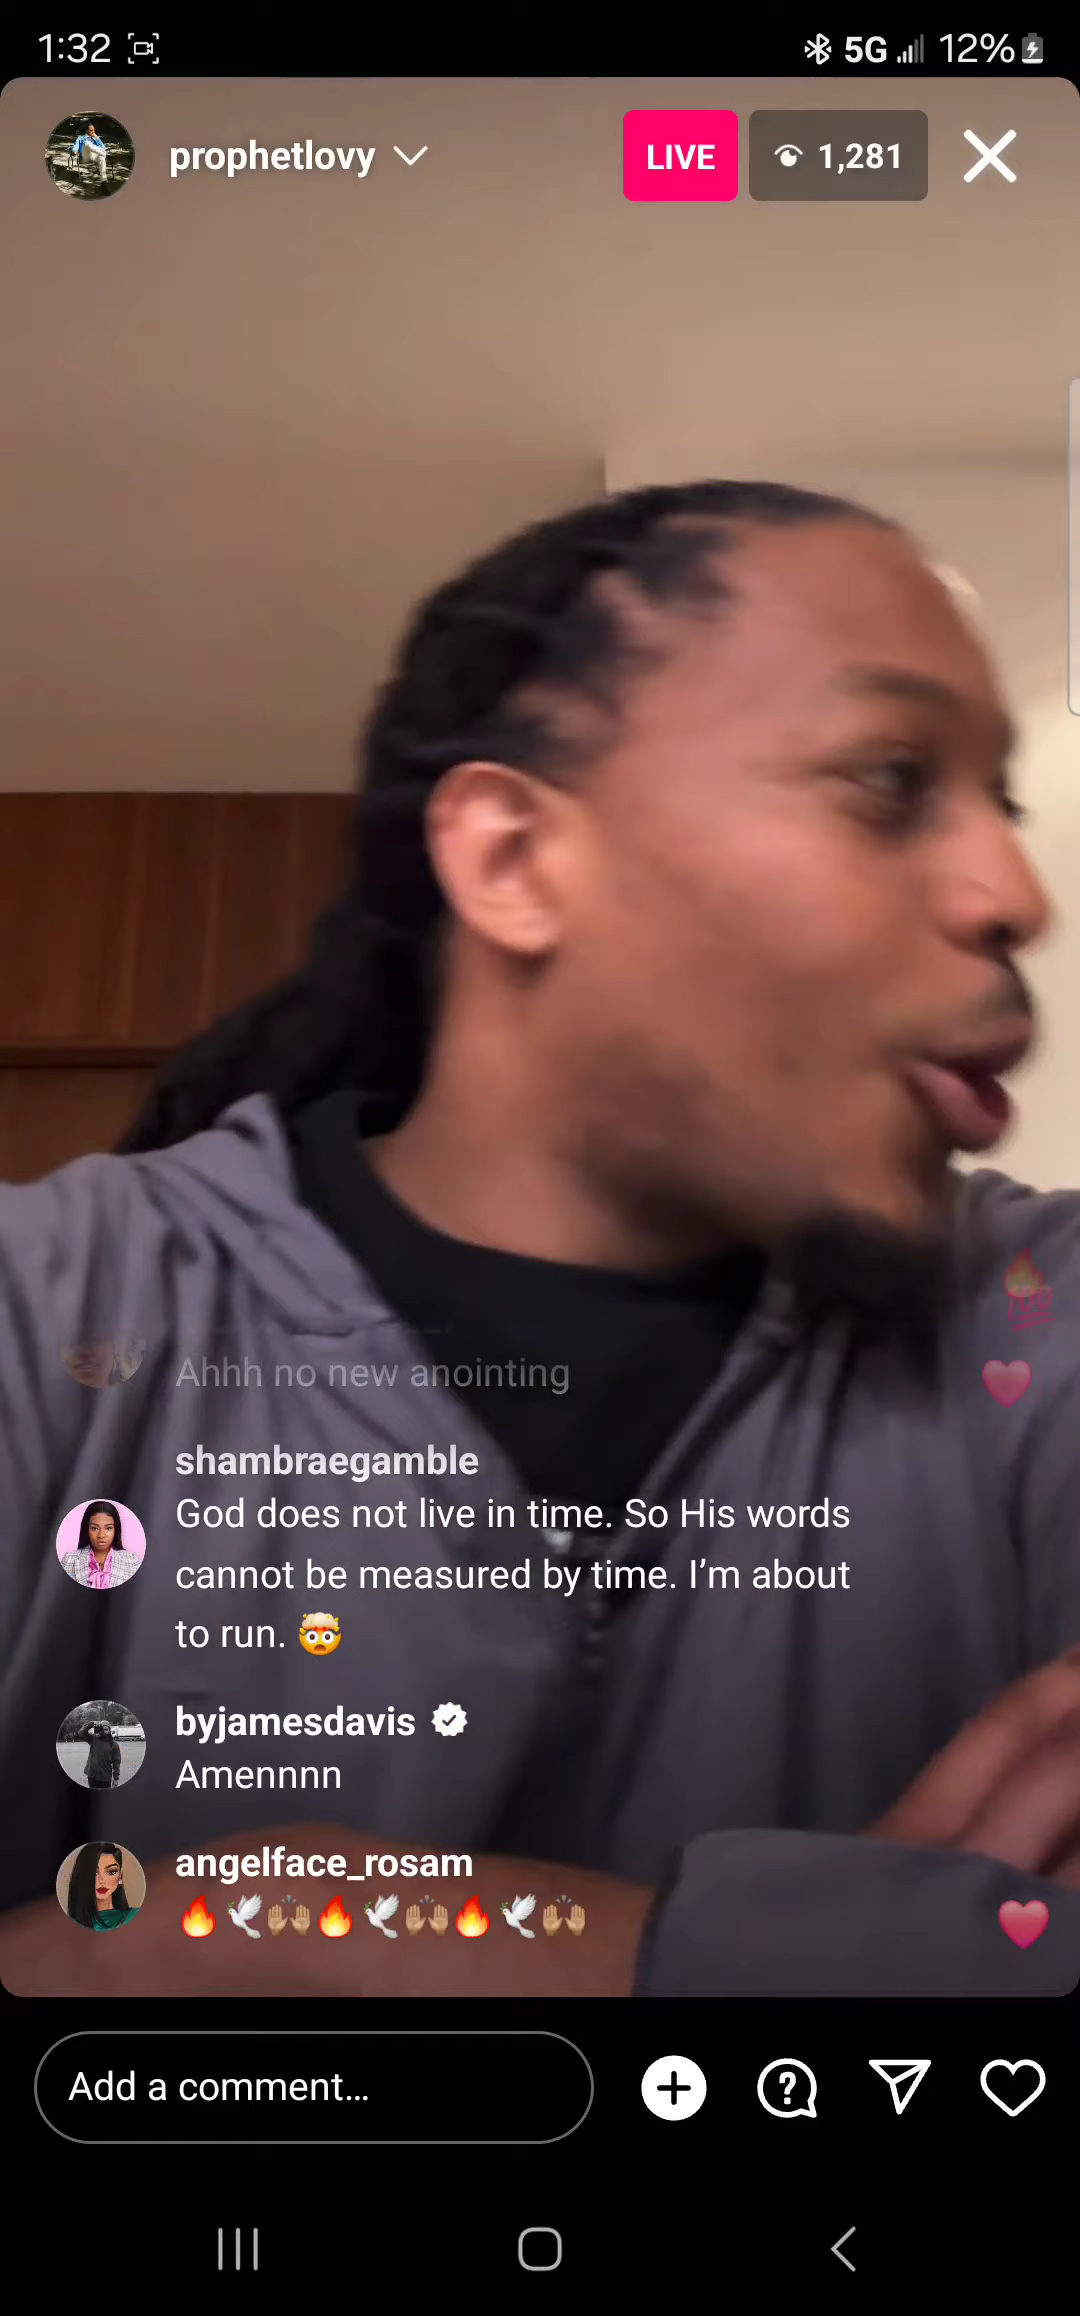 1:32
5G 12%
prophetlovy
LIVE
1,281
Ahhh no new anointing
shambraegamble
God does not live in time. So His words
cannot be measured by time. I’m about
to run. 🤯
byjamesdavis
Amennnn
angelface_rosam
🔥🕊️🙌🏽🔥🕊️🙌🏽🔥🕊️🙌🏽
Add a comment…